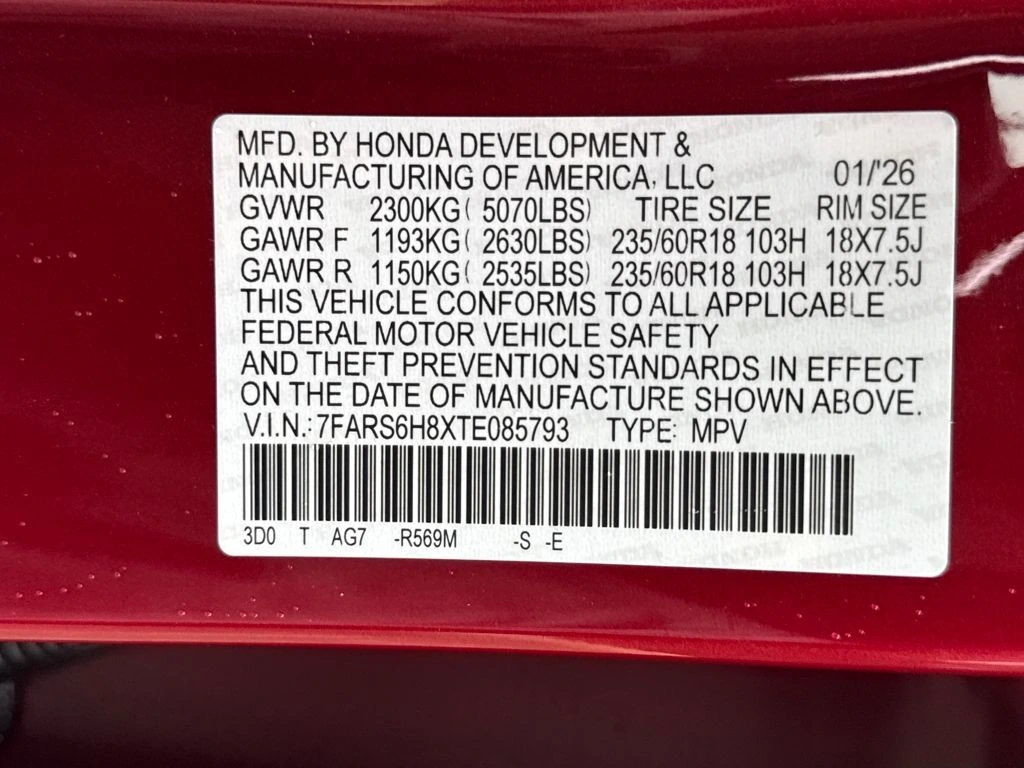 MFD. BY HONDA DEVELOPMENT &
MANUFACTURING OF AMERICA, LLC 01/'26
GVWR 2300KG( 5070LBS) TIRE SIZE RIM SIZE
GAWR F 1193KG( 2630LBS) 235/60R18 103H 18X7.5J
GAWR R 1150KG( 2535LBS) 235/60R18 103H 18X7.5J
THIS VEHICLE CONFORMS TO ALL APPLICABLE
FEDERAL MOTOR VEHICLE SAFETY
AND THEFT PREVENTION STANDARDS IN EFFECT
ON THE DATE OF MANUFACTURE SHOWN ABOVE.
V.I.N.: 7FARS6H8XTE085793 TYPE: MPV
3D0 T AG7 -R569M -S -E